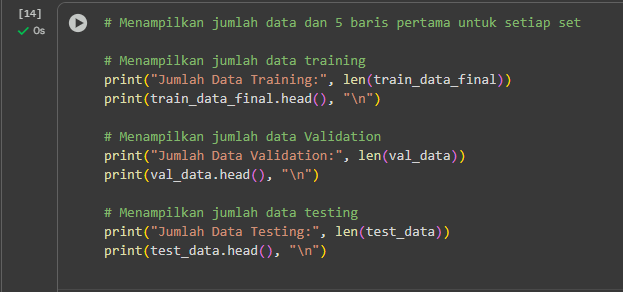 [14]
0s
# Menampilkan jumlah data dan 5 baris pertama untuk setiap set
# Menampilkan jumlah data training
print("Jumlah Data Training:", len(train_data_final))
print(train_data_final.head(), "\n")
# Menampilkan jumlah data Validation
print("Jumlah Data Validation:", len(val_data))
print(val_data.head(), "\n")
# Menampilkan jumlah data testing
print("Jumlah Data Testing:", len(test_data))
print(test_data.head(), "\n")